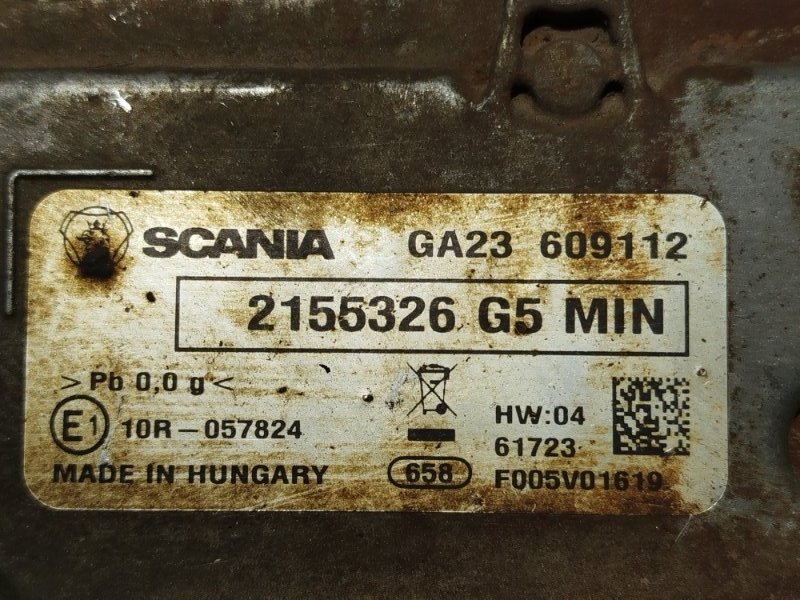 SCANIA GA23 609112
2155326 G5 MIN
>Pb 0,0 g<
E1 10R-057824
HW:04
61723
MADE IN HUNGARY 658 F005V01619